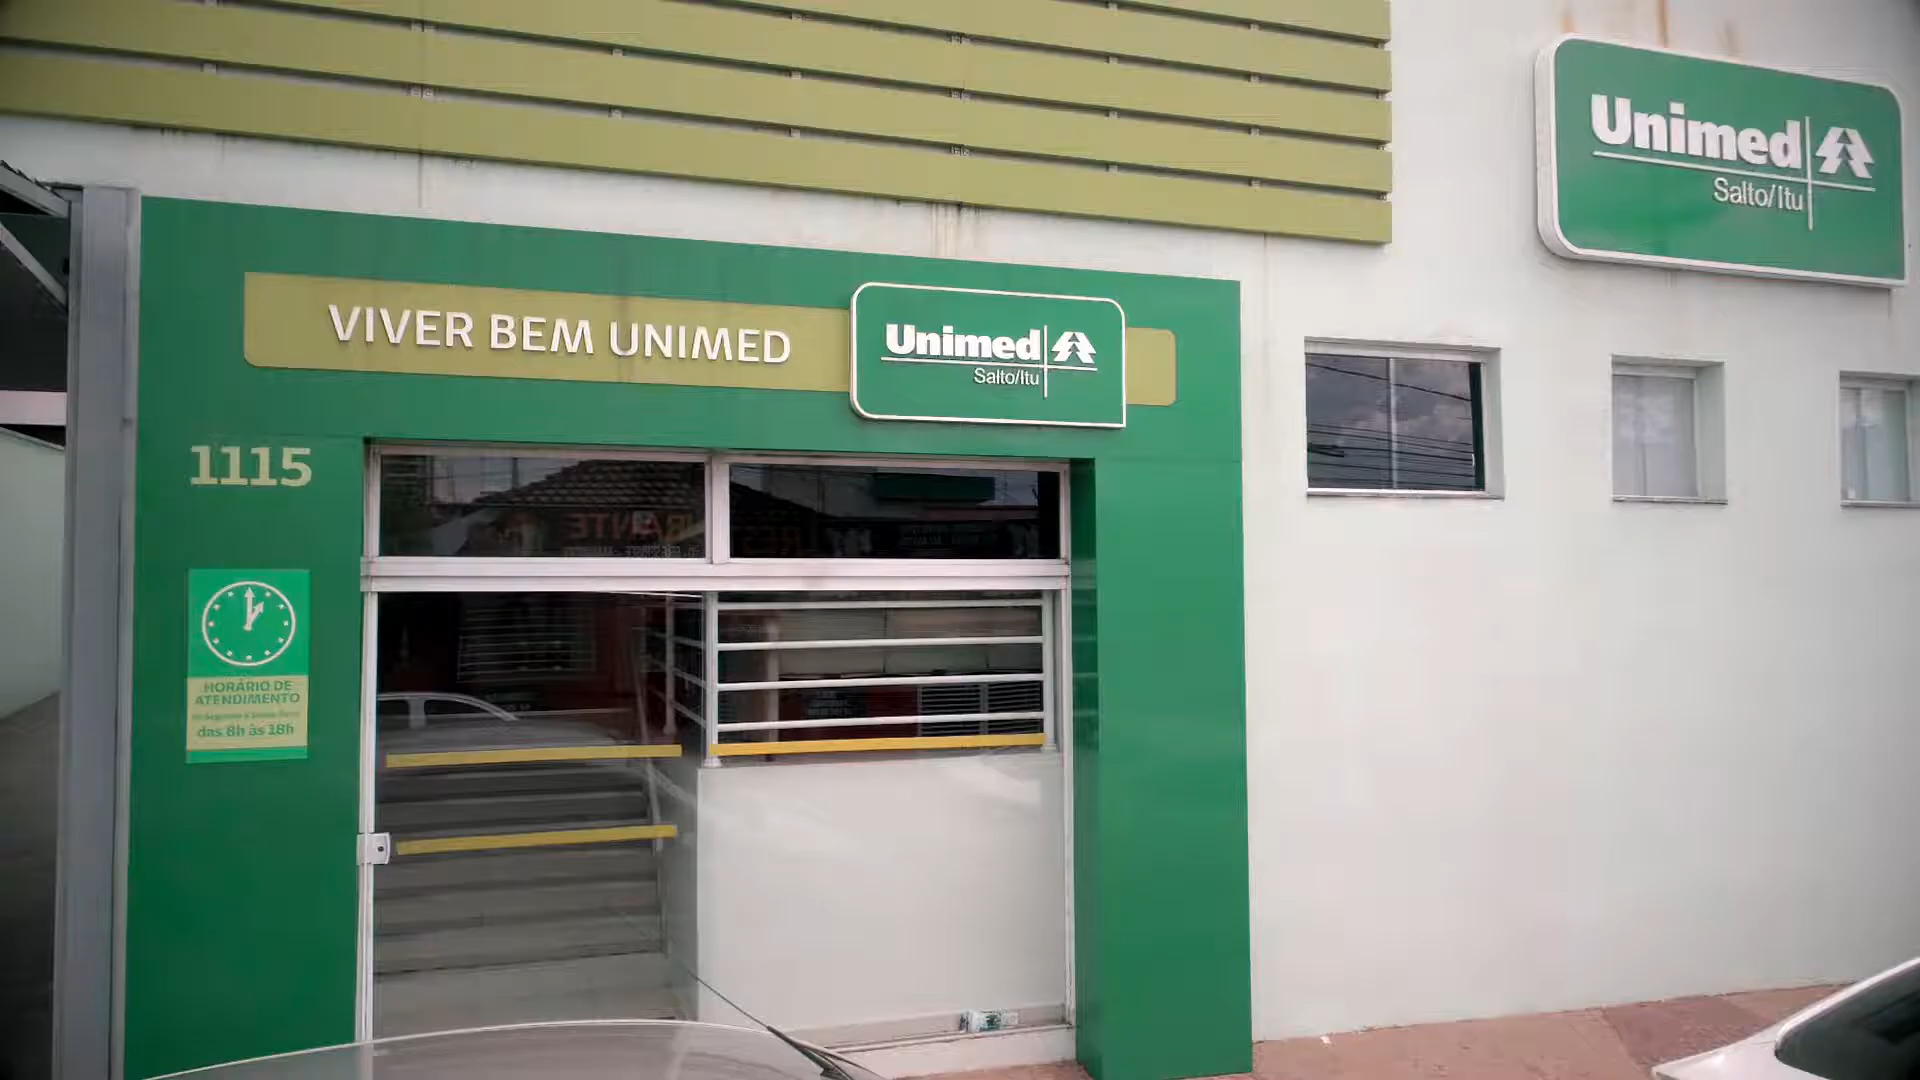 Unimed
Salto/Itu
VIVER BEM UNIMED
Unimed
Salto/Itu
1115
HORÁRIO DE
ATENDIMENTO
das 8h às 18h